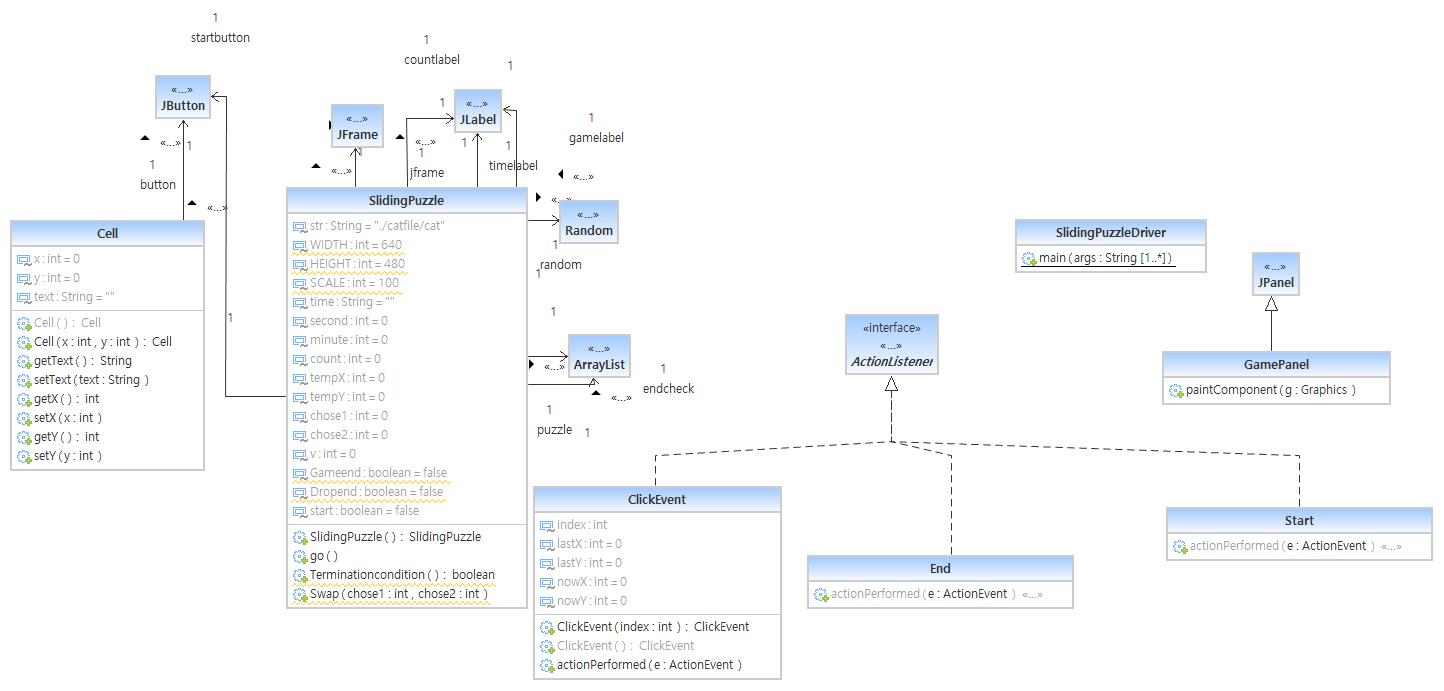 1
startbutton
1
countlabel
1
«...»
JButton
1
«...»
JLabel
«...»
JFrame
1
gamelabel
1
«...»
1
«...»
1
1
1
timelabel
1
button
«...»
jframe
«...»
«...»
«...»
«...»
Random
1
random
1
SlidingPuzzle
str : String = "./catfile/cat"
WIDTH : int = 640
HEIGHT : int = 480
SCALE : int = 100
time : String = ""
second : int = 0
minute : int = 0
count : int = 0
tempX : int = 0
tempY : int = 0
chose1 : int = 0
chose2 : int = 0
v : int = 0
Gameend : boolean = false
Dropend : boolean = false
start : boolean = false
SlidingPuzzle ( ) : SlidingPuzzle
go ( )
Terminationcondition ( ) : boolean
Swap ( chose1 : int , chose2 : int )
Cell
x : int = 0
y : int = 0
text : String = ""
Cell ( ) : Cell
Cell ( x : int , y : int ) : Cell
getText ( ) : String
setText ( text : String )
getX ( ) : int
setX ( x : int )
getY ( ) : int
setY ( y : int )
1
1
«...»
ArrayList
«...»
1
endcheck
«...»
1
puzzle
1
SlidingPuzzleDriver
main ( args : String [1..*] )
«...»
JPanel
GamePanel
paintComponent ( g : Graphics )
«interface»
«...»
ActionListener
ClickEvent
index : int
lastX : int = 0
lastY : int = 0
nowX : int = 0
nowY : int = 0
ClickEvent ( index : int ) : ClickEvent
ClickEvent ( ) : ClickEvent
actionPerformed ( e : ActionEvent )
End
actionPerformed ( e : ActionEvent ) «...»
Start
actionPerformed ( e : ActionEvent ) «...»